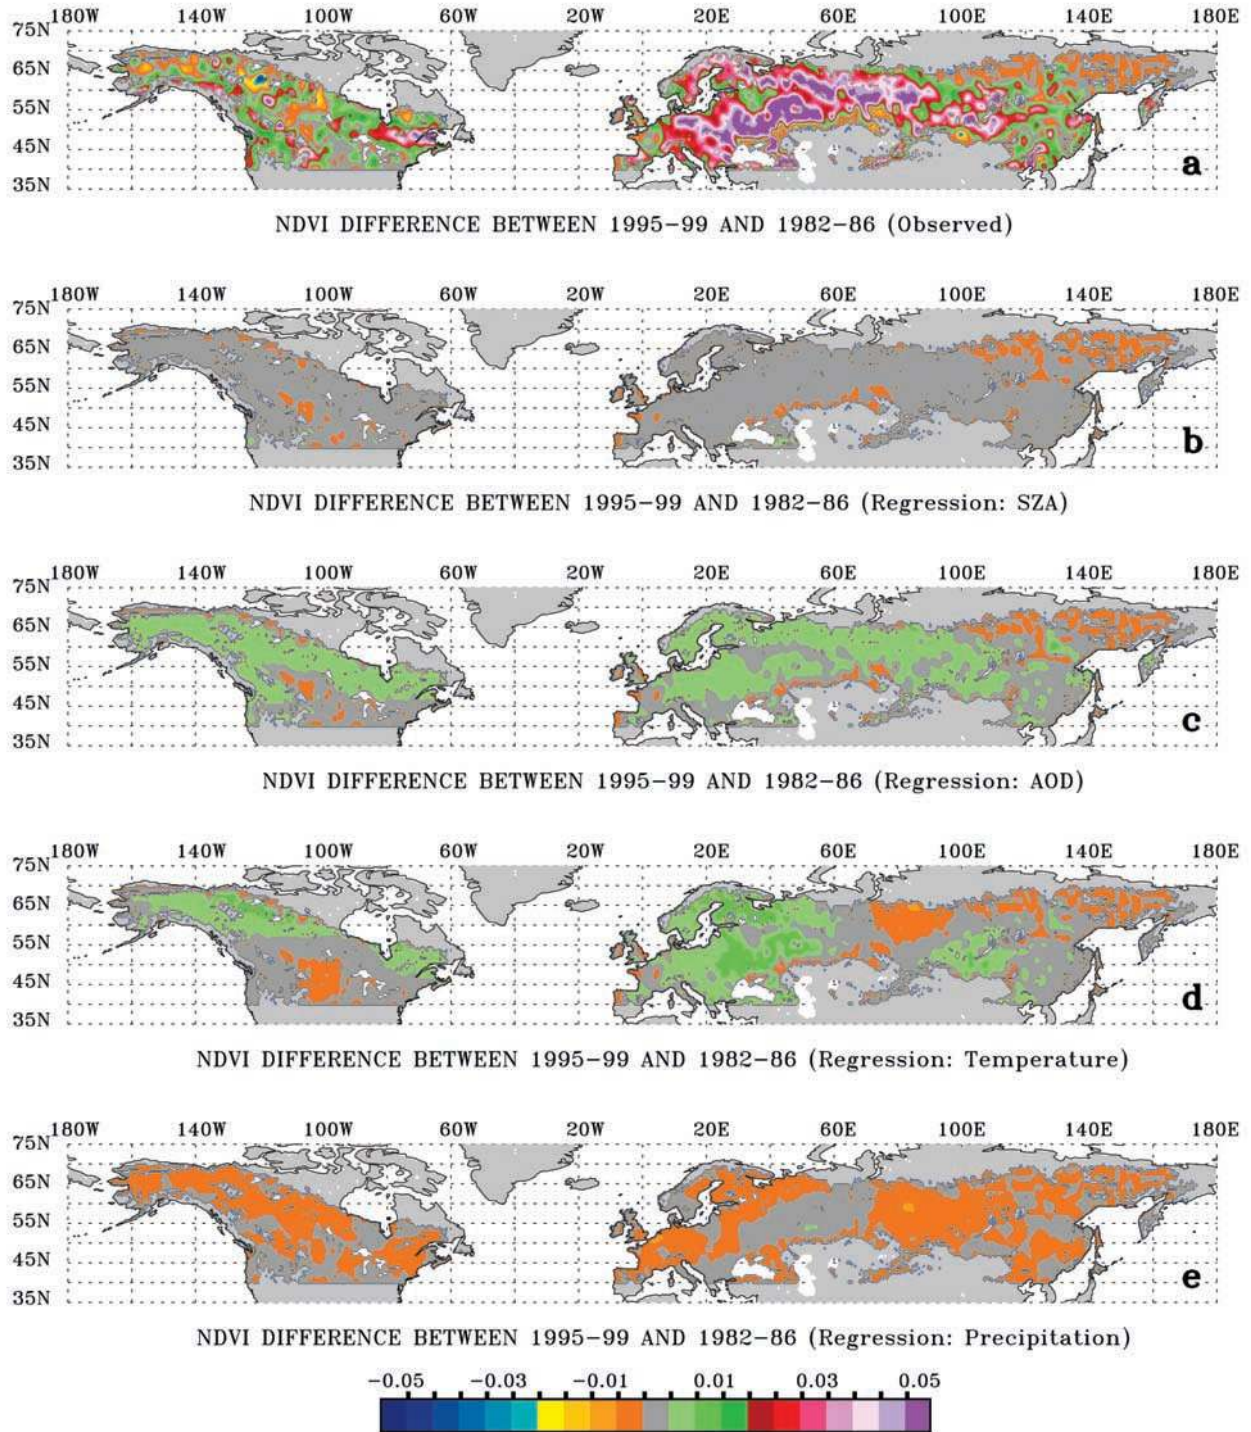 180W 140W 100W 60W 20W 20E 60E 100E 140E 180E
75N
65N
55N
45N
35N
a
NDVI DIFFERENCE BETWEEN 1995-99 AND 1982-86 (Observed)
180W 140W 100W 60W 20W 20E 60E 100E 140E 180E
75N
65N
55N
45N
35N
b
NDVI DIFFERENCE BETWEEN 1995-99 AND 1982-86 (Regression: SZA)
180W 140W 100W 60W 20W 20E 60E 100E 140E 180E
75N
65N
55N
45N
35N
c
NDVI DIFFERENCE BETWEEN 1995-99 AND 1982-86 (Regression: AOD)
180W 140W 100W 60W 20W 20E 60E 100E 140E 180E
75N
65N
55N
45N
35N
d
NDVI DIFFERENCE BETWEEN 1995-99 AND 1982-86 (Regression: Temperature)
180W 140W 100W 60W 20W 20E 60E 100E 140E 180E
75N
65N
55N
45N
35N
e
NDVI DIFFERENCE BETWEEN 1995-99 AND 1982-86 (Regression: Precipitation)
-0.05 -0.03 -0.01 0.01 0.03 0.05